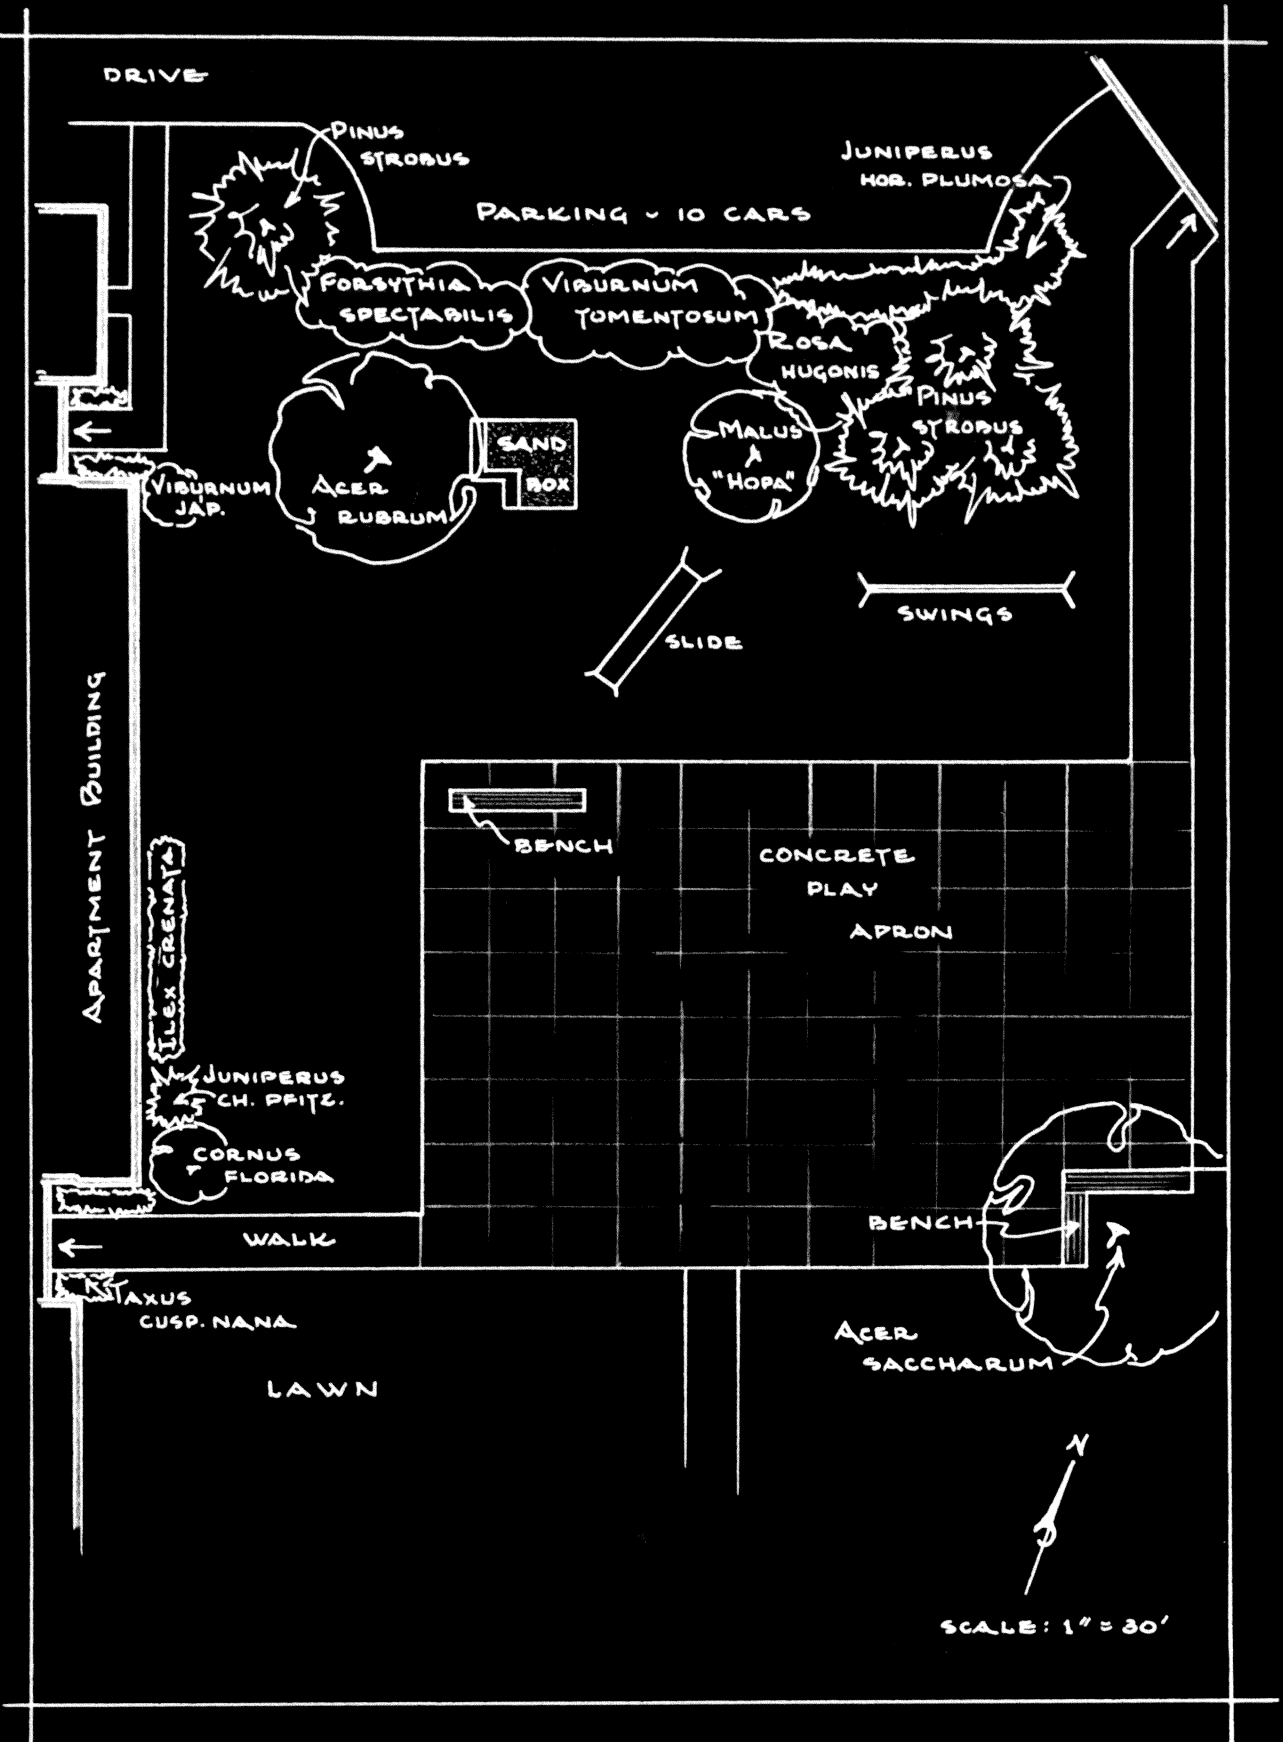 DRIVE
PINUS
STROBUS
JUNIPERUS
HOR. PLUMOSA
PARKING - 10 CARS
FORSYTHIA
SPECTABILIS
VIBURNUM
TOMENTOSUM
ROSA
HUGONIS
PINUS
STROBUS
MALUS
"HOPA"
SAND
BOX
ACER
RUBRUM
VIBURNUM
JAP.
SWINGS
SLIDE
APARTMENT BUILDING
BENCH
CONCRETE
PLAY
APRON
ILEX CRENATA
JUNIPERUS
CH. PFITZ.
CORNUS
FLORIDA
WALK
BENCH
TAXUS
CUSP. NANA
ACER
SACCHARUM
LAWN
N
SCALE: 1" = 30'